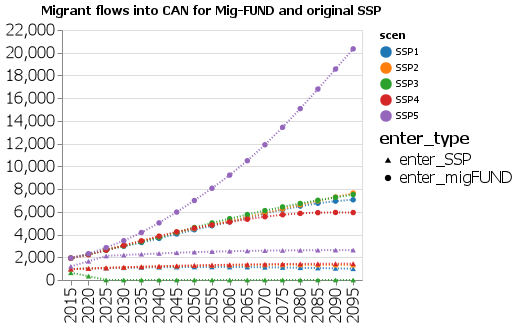 Migrant flows into CAN for Mig-FUND and original SSP
22,000
20,000
18,000
16,000
14,000
12,000
10,000
8,000
6,000
4,000
2,000
0
2015
2020
2025
2030
2035
2040
2045
2050
2055
2060
2065
2070
2075
2080
2085
2090
2095
scen
SSP1
SSP2
SSP3
SSP4
SSP5
enter_type
enter_SSP
enter_migFUND